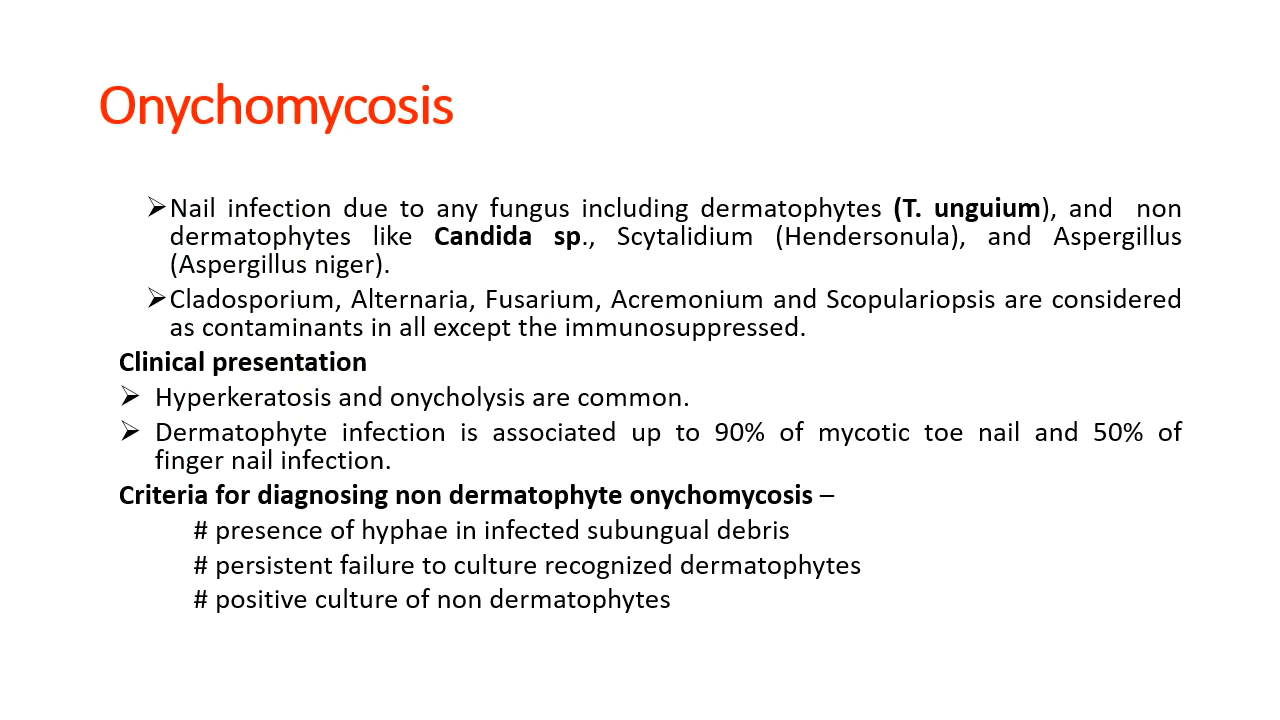 Onychomycosis
➢Nail infection due to any fungus including dermatophytes (T. unguium), and non
dermatophytes like Candida sp., Scytalidium (Hendersonula), and Aspergillus
(Aspergillus niger).
➢Cladosporium, Alternaria, Fusarium, Acremonium and Scopulariopsis are considered
as contaminants in all except the immunosuppressed.
Clinical presentation
➢ Hyperkeratosis and onycholysis are common.
➢ Dermatophyte infection is associated up to 90% of mycotic toe nail and 50% of
finger nail infection.
Criteria for diagnosing non dermatophyte onychomycosis –
# presence of hyphae in infected subungual debris
# persistent failure to culture recognized dermatophytes
# positive culture of non dermatophytes